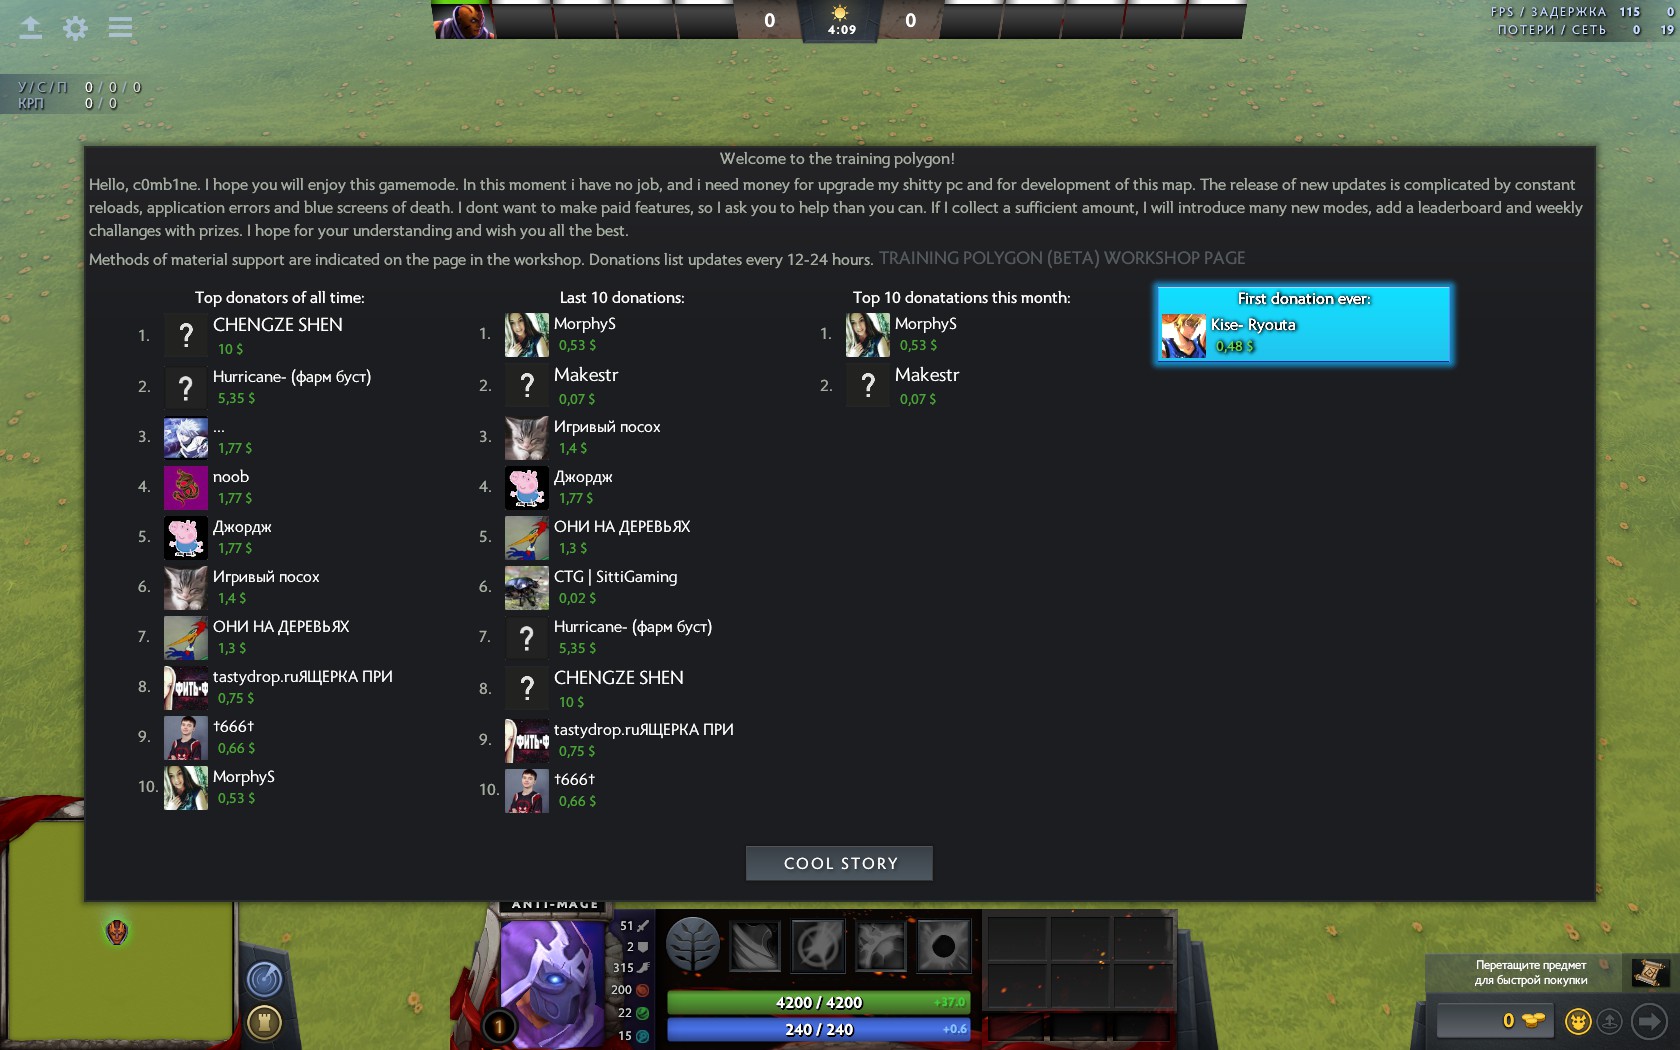 FPS / ЗАДЕРЖКА 115 0
ПОТЕРИ / СЕТЬ 0 19
0 4:09 0
У/С/П 0 / 0 / 0
КРП 0 / 0
Welcome to the training polygon!
Hello, c0mb1ne. I hope you will enjoy this gamemode. In this moment i have no job, and i need money for upgrade my shitty pc and for development of this map. The release of new updates is complicated by constant
reloads, application errors and blue screens of death. I dont want to make paid features, so I ask you to help than you can. If I collect a sufficient amount, I will introduce many new modes, add a leaderboard and weekly
challanges with prizes. I hope for your understanding and wish you all the best.
Methods of material support are indicated on the page in the workshop. Donations list updates every 12-24 hours. TRAINING POLYGON (BETA) WORKSHOP PAGE
Top donators of all time:
1. CHENGZE SHEN
10 $
2. Hurricane- (фарм буст)
5,35 $
3. ...
1,77 $
4. noob
1,77 $
5. Джордж
1,77 $
6. Игривый посох
1,4 $
7. ОНИ НА ДЕРЕВЬЯХ
1,3 $
8. tastydrop.ruЯЩЕРКА ПРИ
0,75 $
9. †666†
0,66 $
10. MorphyS
0,53 $
Last 10 donations:
1. MorphyS
0,53 $
2. Makestr
0,07 $
3. Игривый посох
1,4 $
4. Джордж
1,77 $
5. ОНИ НА ДЕРЕВЬЯХ
1,3 $
6. CTG | SittiGaming
0,02 $
7. Hurricane- (фарм буст)
5,35 $
8. CHENGZE SHEN
10 $
9. tastydrop.ruЯЩЕРКА ПРИ
0,75 $
10. †666†
0,66 $
Top 10 donatations this month:
1. MorphyS
0,53 $
2. Makestr
0,07 $
First donation ever:
Kise- Ryouta
0,48 $
COOL STORY
ANTI-MAGE
51
2
315
200
22
15
1
4200 / 4200 +37.0
240 / 240 +0.6
Перетащите предмет
для быстрой покупки
0